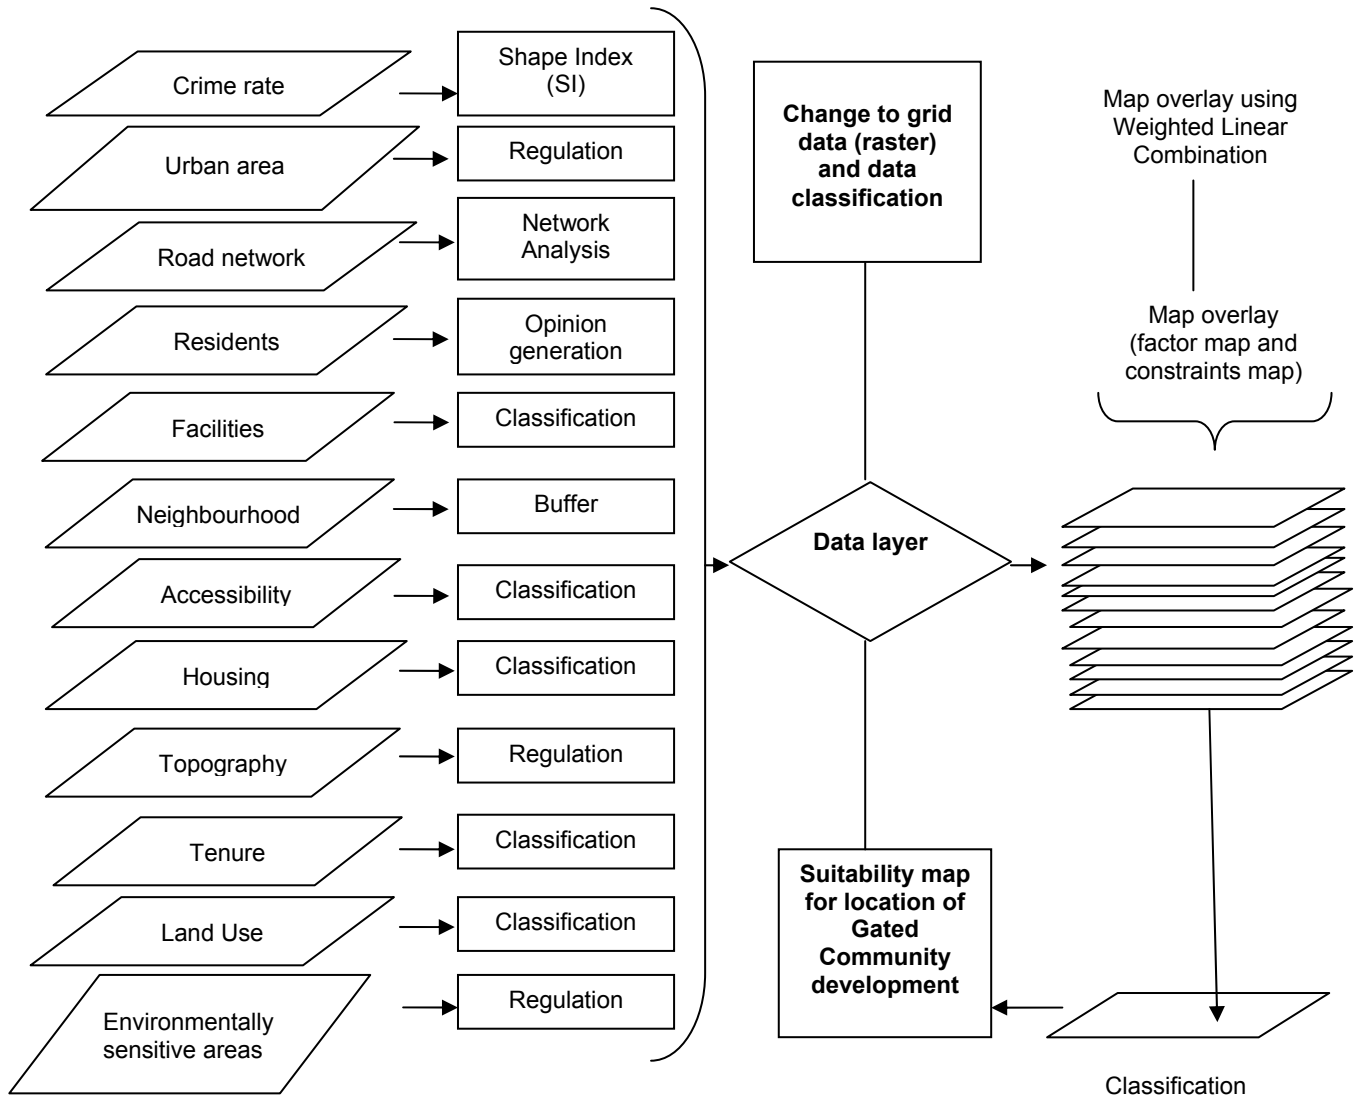 Crime rate
Shape Index
(SI)
Urban area
Regulation
Road network
Network
Analysis
Residents
Opinion
generation
Facilities
Classification
Neighbourhood
Buffer
Accessibility
Classification
Housing
Classification
Topography
Regulation
Tenure
Classification
Land Use
Classification
Environmentally
sensitive areas
Regulation
Change to grid
data (raster)
and data
classification
Data layer
Suitability map
for location of
Gated
Community
development
Map overlay using
Weighted Linear
Combination
Map overlay
(factor map and
constraints map)
Classification